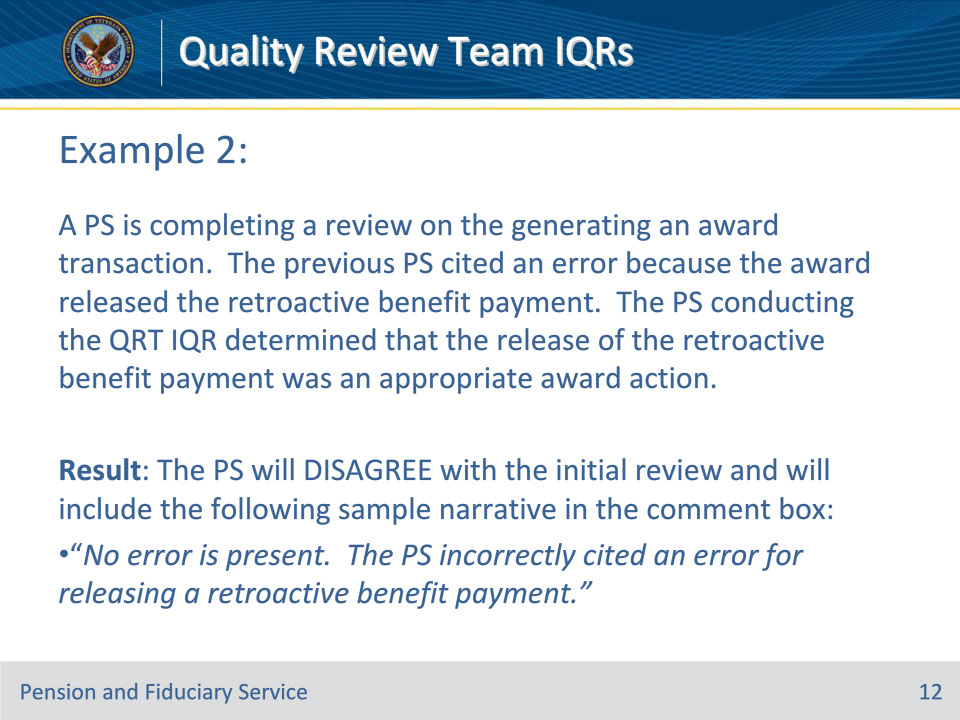 Quality Review Team IQRs
Example 2:
A PS is completing a review on the generating an award
transaction.  The previous PS cited an error because the award
released the retroactive benefit payment.  The PS conducting
the QRT IQR determined that the release of the retroactive
benefit payment was an appropriate award action.
Result: The PS will DISAGREE with the initial review and will
include the following sample narrative in the comment box:
•“No error is present.  The PS incorrectly cited an error for
releasing a retroactive benefit payment.”
Pension and Fiduciary Service
12